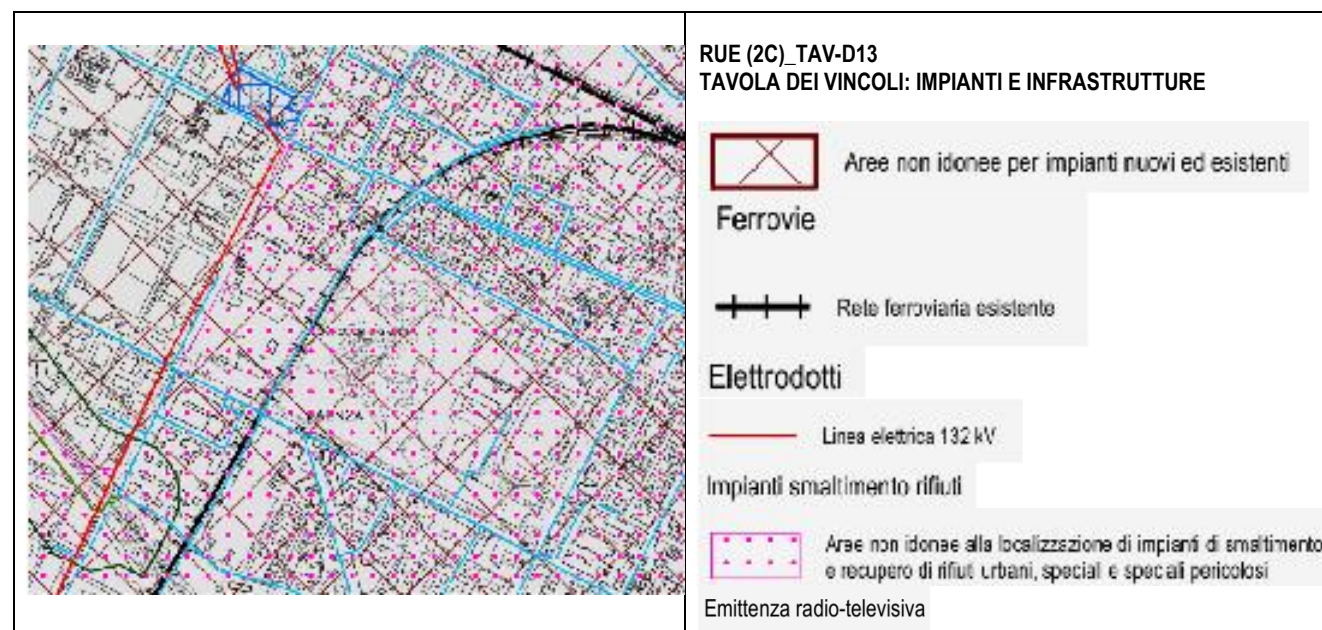 RUE (2C)_TAV-D13
TAVOLA DEI VINCOLI: IMPIANTI E INFRASTRUTTURE
Aree non idonee per impianti nuovi ed esistenti
Ferrovie
Rete ferroviaria esistente
Elettrodotti
Linea elettrica 132 kV
Impianti smaltimento rifiuti
Aree non idonee alla localizzazione di impianti di smaltimento
e recupero di rifiuti urbani, speciali e speciali pericolosi
Emittenza radio-televisiva